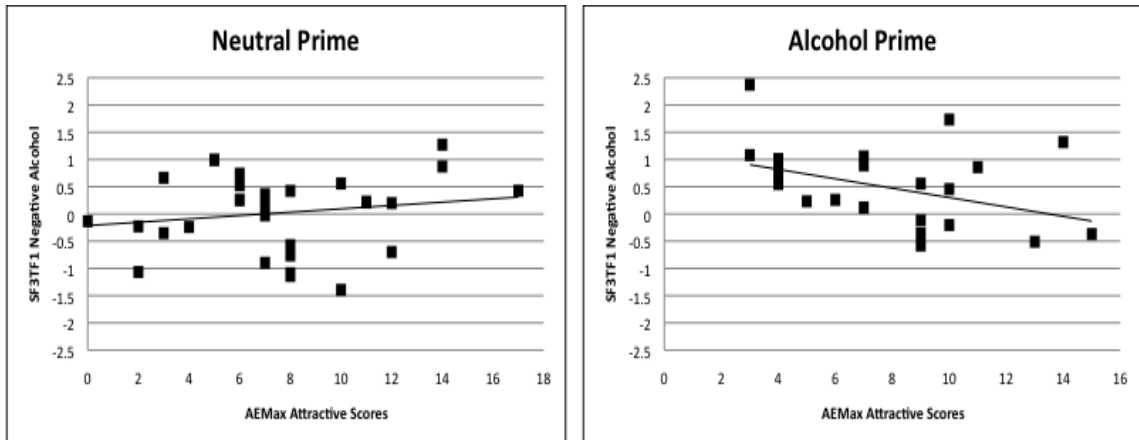 Neutral Prime
SF3TF1 Negative Alcohol
2.5
2
1.5
1
0.5
0
-0.5
-1
-1.5
-2
-2.5
0 2 4 6 8 10 12 14 16 18
AEMax Attractive Scores
Alcohol Prime
SF3TF1 Negative Alcohol
2.5
2
1.5
1
0.5
0
-0.5
-1
-1.5
-2
-2.5
0 2 4 6 8 10 12 14 16
AEMax Attractive Scores